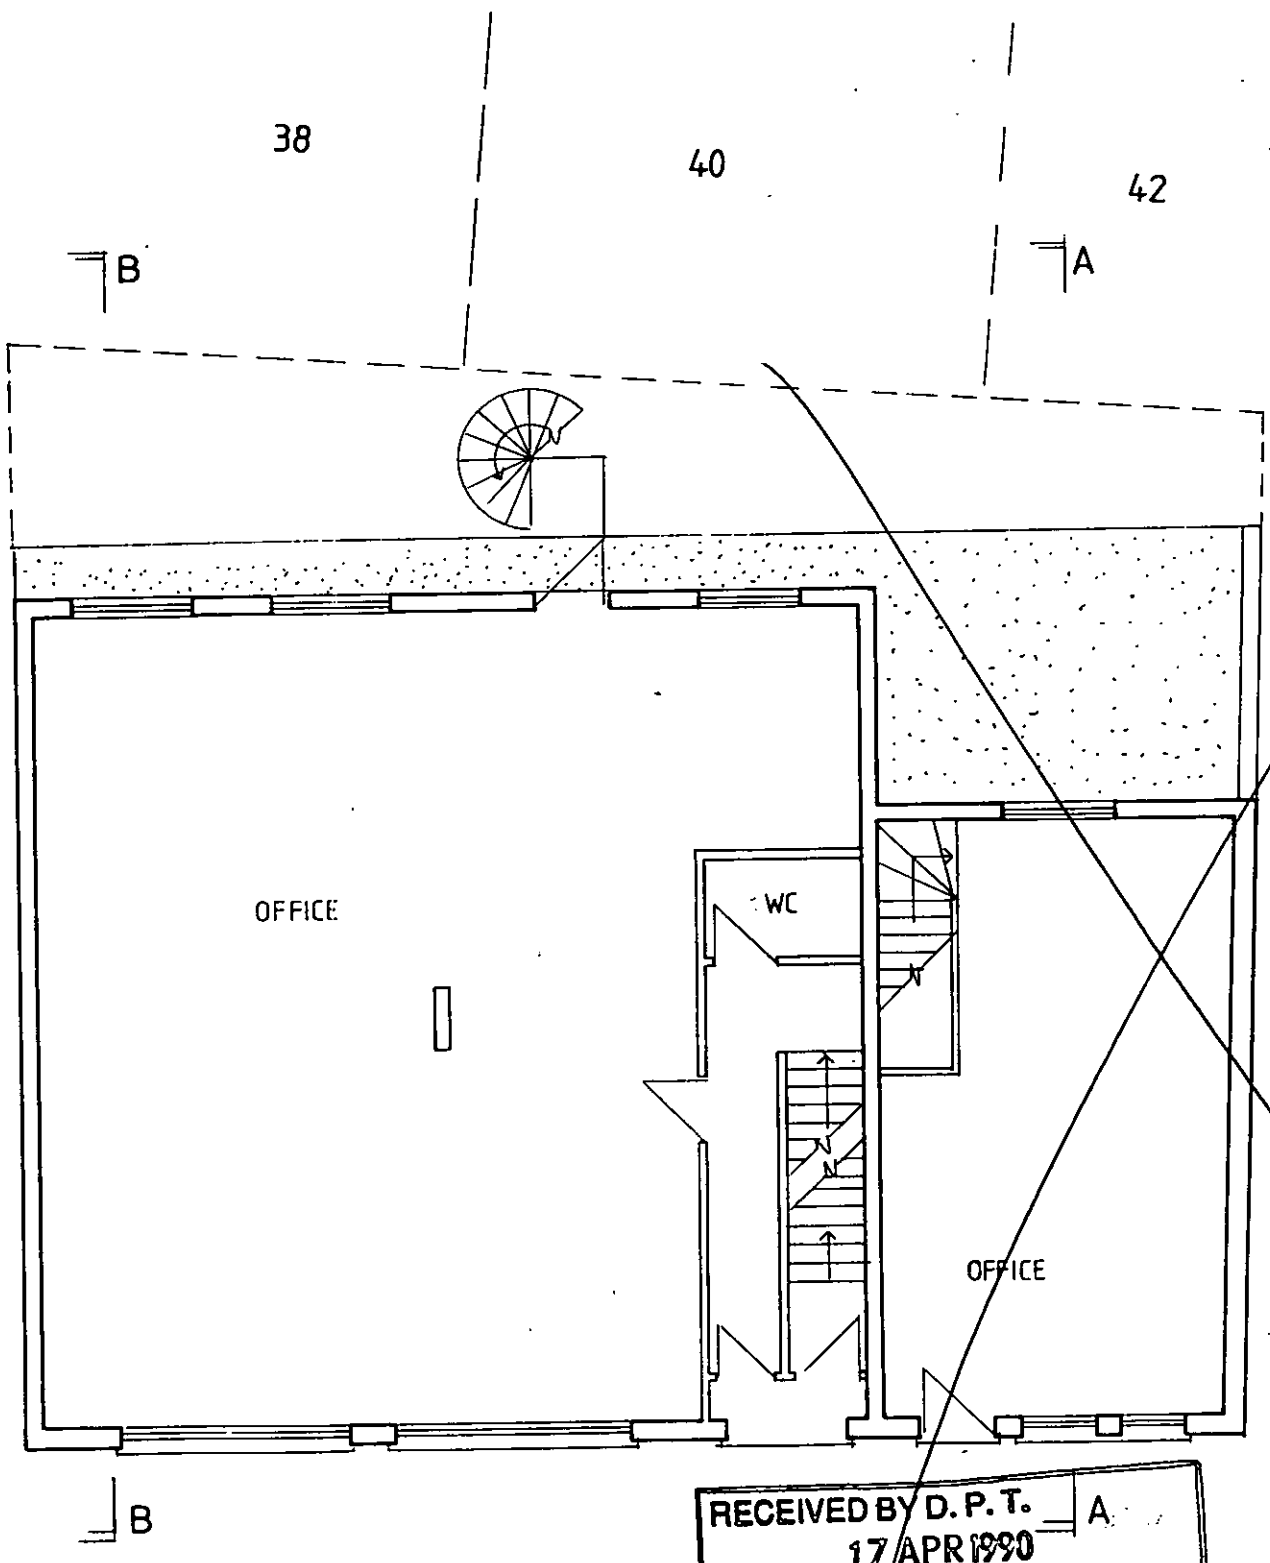 38
40
42
B
A
OFFICE
WC
OFFICE
B
A
RECEIVED BY D. P. T.
17 APR 1990